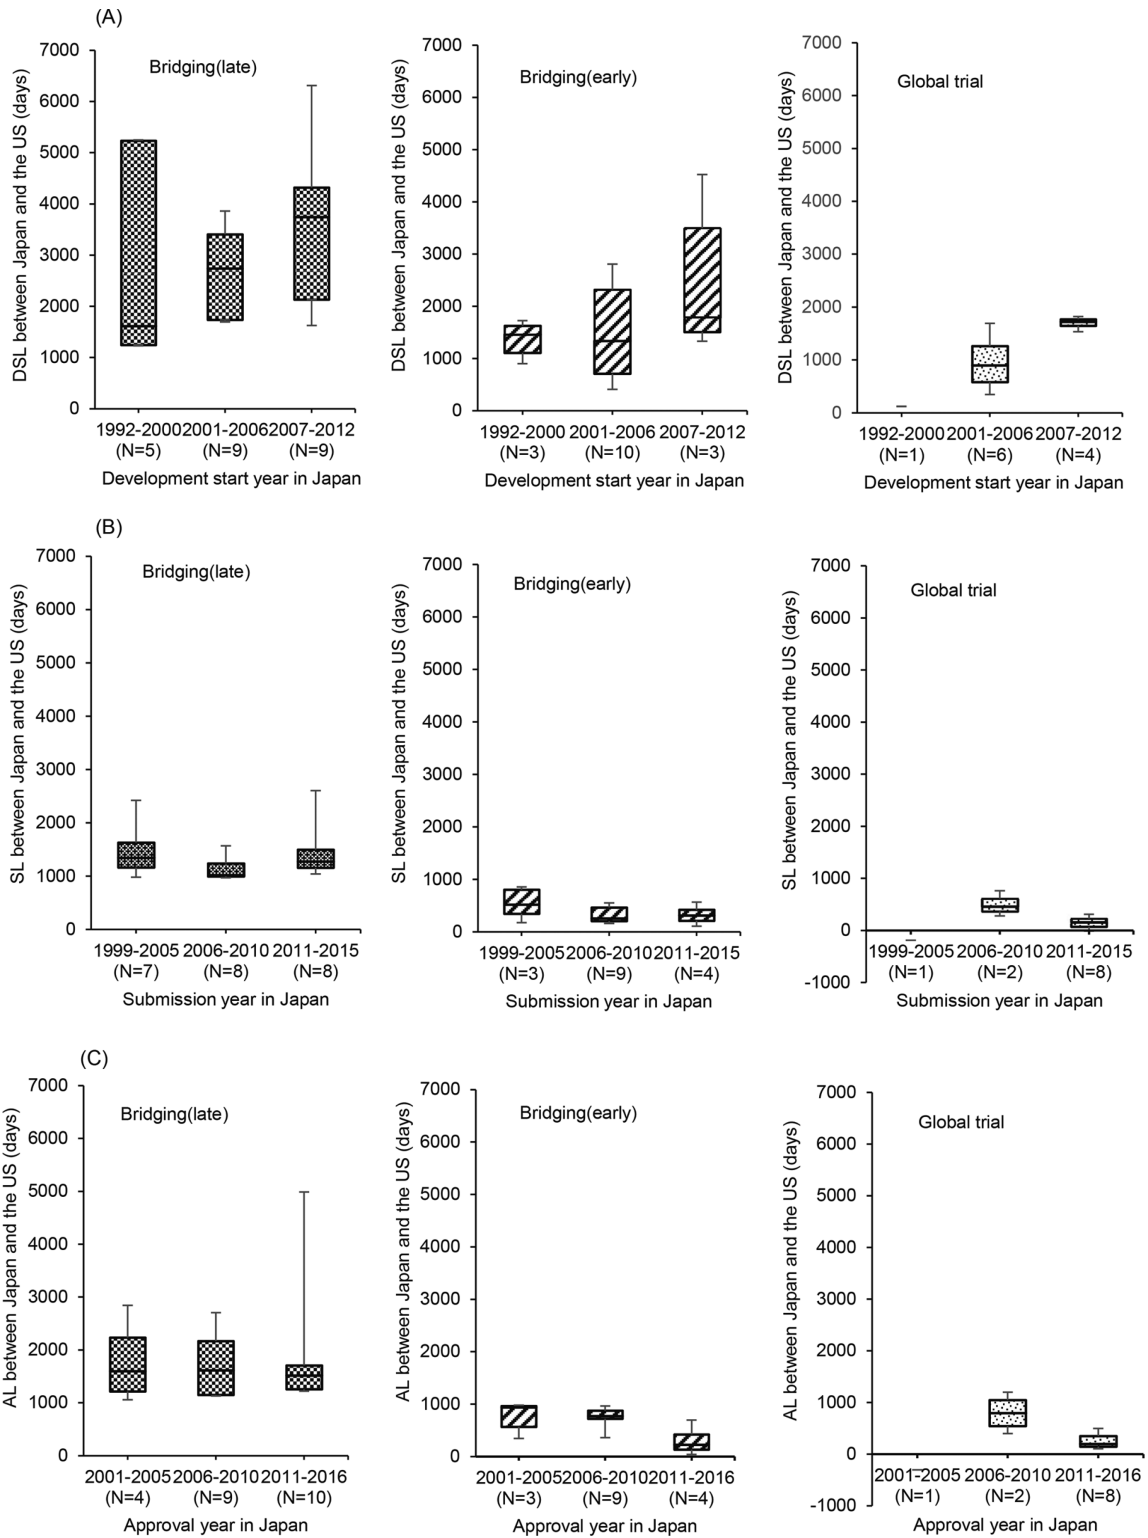 (A)
DSL between Japan and the US (days)
7000
6000
5000
4000
3000
2000
1000
0
Bridging(late)
1992-2000 2001-2006 2007-2012
(N=5) (N=9) (N=9)
Development start year in Japan
DSL between Japan and the US (days)
7000
6000
5000
4000
3000
2000
1000
0
Bridging(early)
1992-2000 2001-2006 2007-2012
(N=3) (N=10) (N=3)
Development start year in Japan
DSL between Japan and the US (days)
7000
6000
5000
4000
3000
2000
1000
0
Global trial
1992-2000 2001-2006 2007-2012
(N=1) (N=6) (N=4)
Development start year in Japan
(B)
SL between Japan and the US (days)
7000
6000
5000
4000
3000
2000
1000
0
Bridging(late)
1999-2005 2006-2010 2011-2015
(N=7) (N=8) (N=8)
Submission year in Japan
SL between Japan and the US (days)
7000
6000
5000
4000
3000
2000
1000
0
Bridging(early)
1999-2005 2006-2010 2011-2015
(N=3) (N=9) (N=4)
Submission year in Japan
SL between Japan and the US (days)
7000
6000
5000
4000
3000
2000
1000
0
-1000
Global trial
1999-2005 2006-2010 2011-2015
(N=1) (N=2) (N=8)
Submission year in Japan
(C)
AL between Japan and the US (days)
7000
6000
5000
4000
3000
2000
1000
0
Bridging(late)
2001-2005 2006-2010 2011-2016
(N=4) (N=9) (N=10)
Approval year in Japan
AL between Japan and the US (days)
7000
6000
5000
4000
3000
2000
1000
0
Bridging(early)
2001-2005 2006-2010 2011-2016
(N=3) (N=9) (N=4)
Approval year in Japan
AL between Japan and the US (days)
7000
6000
5000
4000
3000
2000
1000
0
-1000
Global trial
2001-2005 2006-2010 2011-2016
(N=1) (N=2) (N=8)
Approval year in Japan